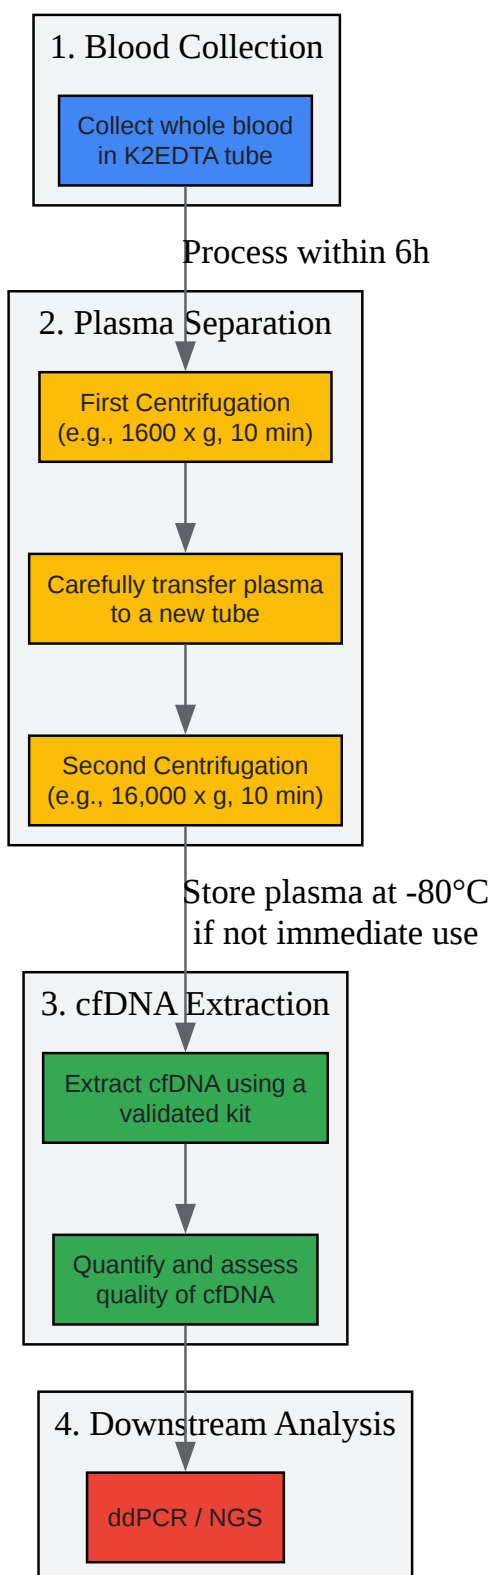 1. Blood Collection
Collect whole blood
in K2EDTA tube
Process within 6h
2. Plasma Separation
First Centrifugation
(e.g., 1600 x g, 10 min)
Carefully transfer plasma
to a new tube
Second Centrifugation
(e.g., 16,000 x g, 10 min)
Store plasma at -80°C
if not immediate use
3. cfDNA Extraction
Extract cfDNA using a
validated kit
Quantify and assess
quality of cfDNA
4. Downstream Analysis
ddPCR / NGS